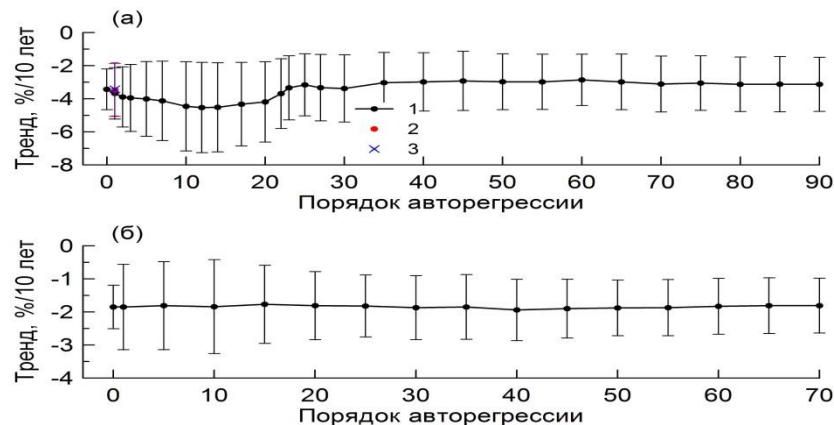 (а)
Тренд, %/10 лет
0
-2
-4
-6
-8
1
2
3
0 10 20 30 40 50 60 70 80 90
Порядок авторегрессии
(б)
Тренд, %/10 лет
0
-1
-2
-3
-4
0 10 20 30 40 50 60 70
Порядок авторегрессии